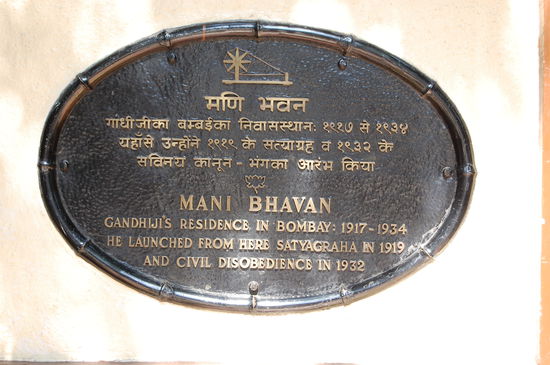 मणि भवन
गांधीजीका बम्बईका निवासस्थान: १९१७ से १९३४
यहाँसे उन्होंने १९१९ के सत्याग्रह व १९३२ के
सविनय कानून - भंगका आरंभ किया
MANI BHAVAN
GANDHIJI'S RESIDENCE IN BOMBAY: 1917-1934
HE LAUNCHED FROM HERE SATYAGRAHA IN 1919
AND CIVIL DISOBEDIENCE IN 1932